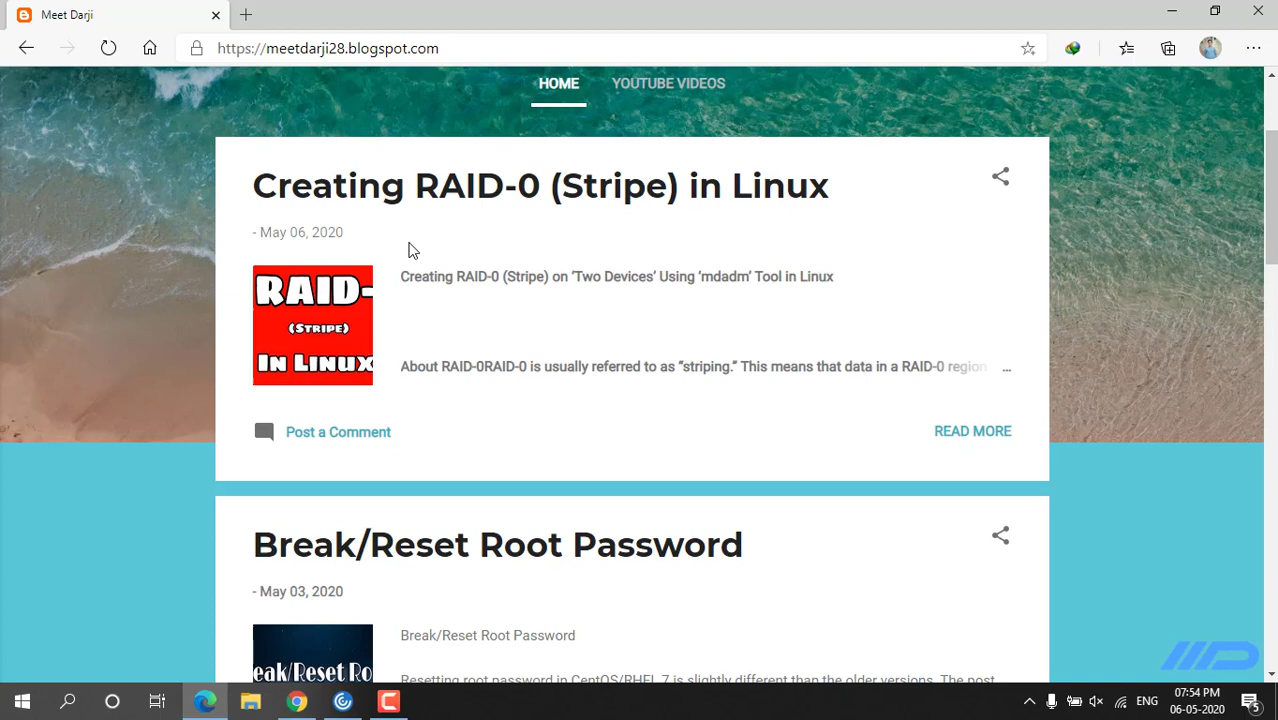 Meet Darji
https://meetdarji28.blogspot.com
HOME
YOUTUBE VIDEOS
Creating RAID-0 (Stripe) in Linux
- May 06, 2020
RAID-
(STRIPE)
IN LINUX
Creating RAID-0 (Stripe) on ‘Two Devices’ Using ‘mdadm’ Tool in Linux
About RAID-0RAID-0 is usually referred to as “striping.” This means that data in a RAID-0 region ...
Post a Comment
READ MORE
Break/Reset Root Password
- May 03, 2020
eak/Reset Ro
Break/Reset Root Password
Resetting root password in CentOS/RHEL 7 is slightly different than the older versions. The post
MD
ENG
07:54 PM
06-05-2020
5